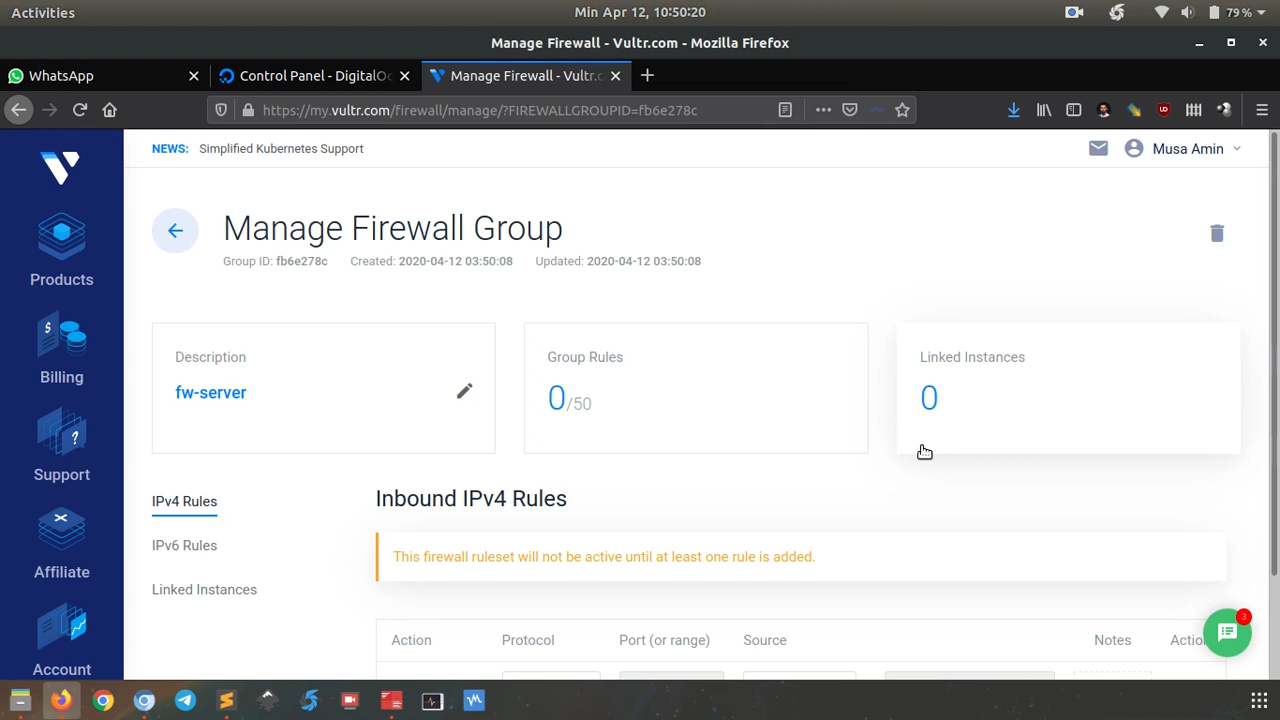 Activities
Min Apr 12, 10:50:20
79 %
Manage Firewall - Vultr.com - Mozilla Firefox
WhatsApp
Control Panel - DigitalOc
Manage Firewall - Vultr.c
https://my.vultr.com/firewall/manage/?FIREWALLGROUPID=fb6e278c
NEWS: Simplified Kubernetes Support
Musa Amin
Manage Firewall Group
Group ID: fb6e278c Created: 2020-04-12 03:50:08 Updated: 2020-04-12 03:50:08
Products
Billing
Support
Affiliate
Account
Description
fw-server
Group Rules
0/50
Linked Instances
0
IPv4 Rules
IPv6 Rules
Linked Instances
Inbound IPv4 Rules
This firewall ruleset will not be active until at least one rule is added.
Action Protocol Port (or range) Source Notes Actio
3